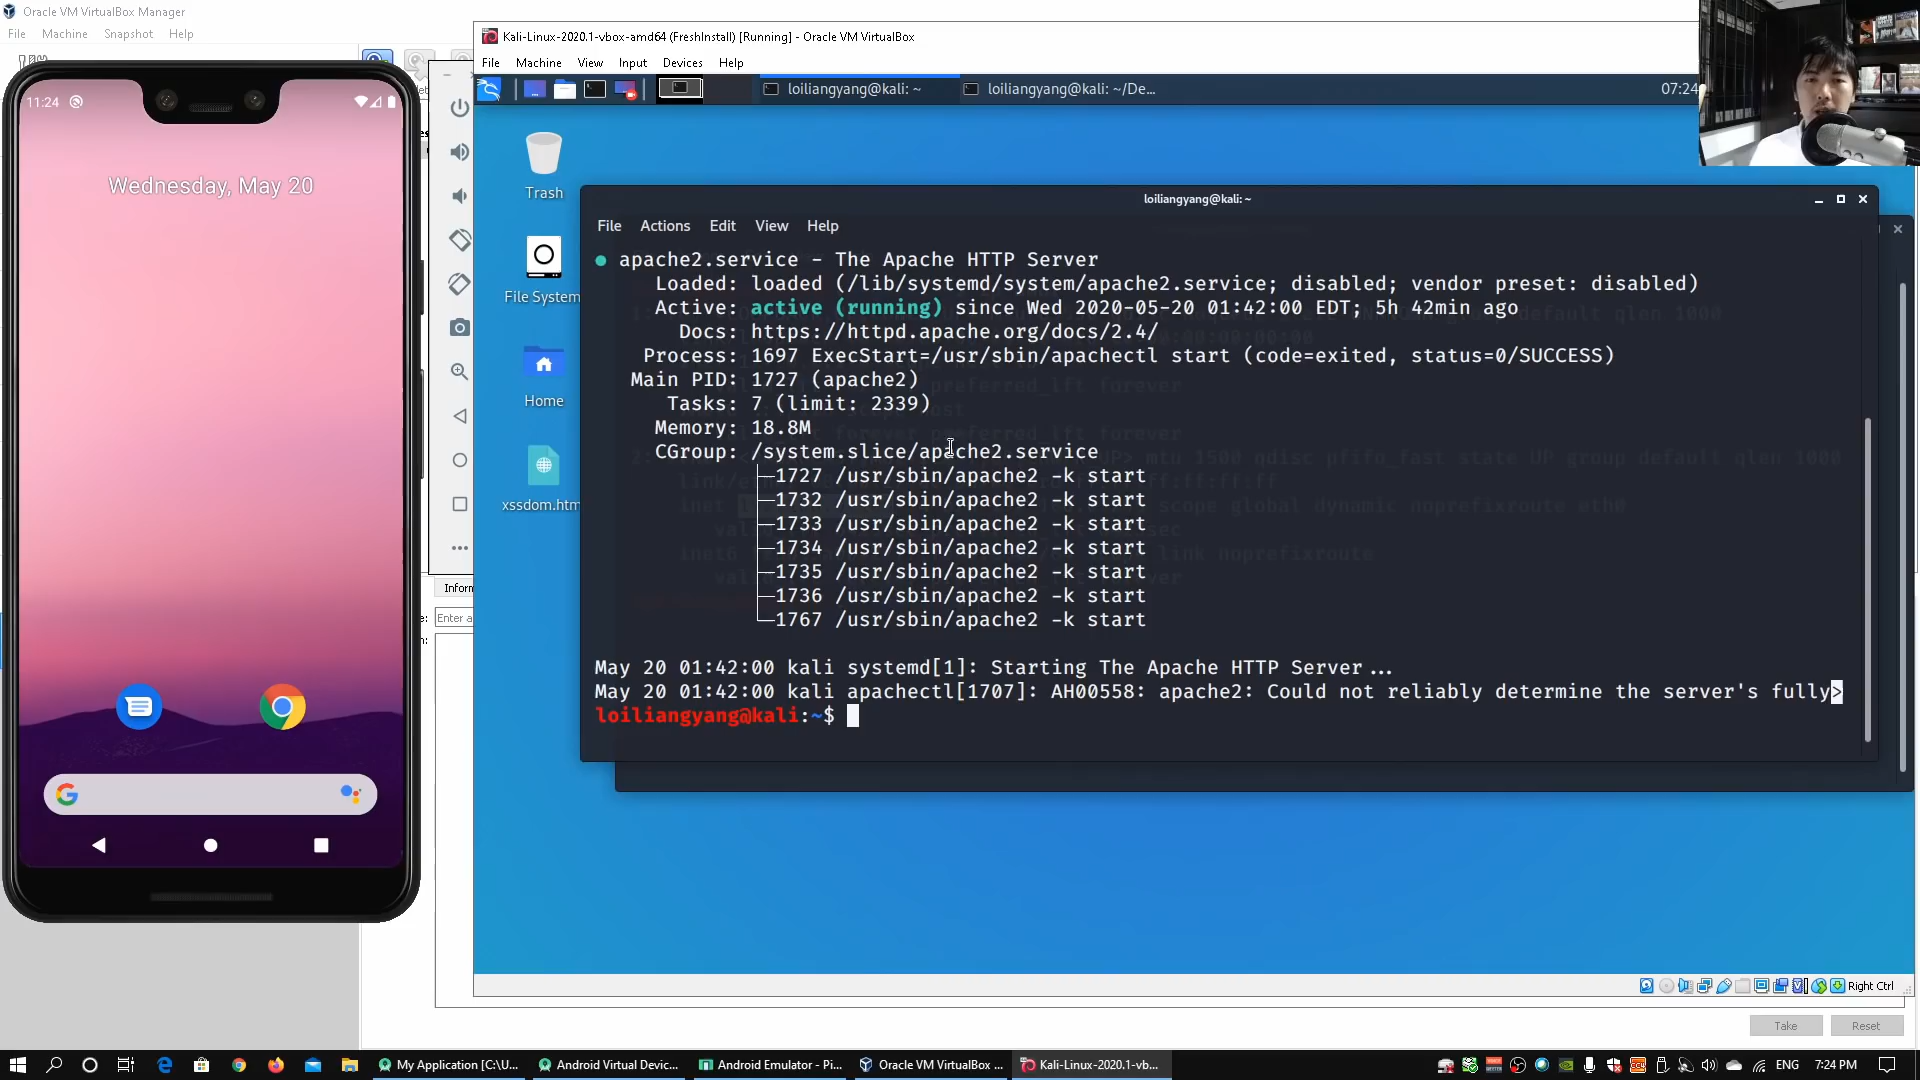 Oracle VM VirtualBox Manager
File Machine Snapshot Help
Kali-Linux-2020.1-vbox-amd64 (FreshInstall) [Running] - Oracle VM VirtualBox
File Machine View Input Devices Help
loiliangyang@kali: ~
loiliangyang@kali: ~/De...
07:24
11:24
Wednesday, May 20
Trash
File System
Home
xssdom.htm
loiliangyang@kali: ~
File Actions Edit View Help
● apache2.service - The Apache HTTP Server
Loaded: loaded (/lib/systemd/system/apache2.service; disabled; vendor preset: disabled)
Active: active (running) since Wed 2020-05-20 01:42:00 EDT; 5h 42min ago
Docs: https://httpd.apache.org/docs/2.4/
Process: 1697 ExecStart=/usr/sbin/apachectl start (code=exited, status=0/SUCCESS)
Main PID: 1727 (apache2)
Tasks: 7 (limit: 2339)
Memory: 18.8M
CGroup: /system.slice/apache2.service
├─1727 /usr/sbin/apache2 -k start
├─1732 /usr/sbin/apache2 -k start
├─1733 /usr/sbin/apache2 -k start
├─1734 /usr/sbin/apache2 -k start
├─1735 /usr/sbin/apache2 -k start
├─1736 /usr/sbin/apache2 -k start
└─1767 /usr/sbin/apache2 -k start
May 20 01:42:00 kali systemd[1]: Starting The Apache HTTP Server...
May 20 01:42:00 kali apachectl[1707]: AH00558: apache2: Could not reliably determine the server's fully>
loiliangyang@kali:~$
Inform
Enter a
Right Ctrl
Take
Reset
My Application [C:\U...
Android Virtual Devic...
Android Emulator - Pi...
Oracle VM VirtualBox ...
Kali-Linux-2020.1-vb...
ENG
7:24 PM